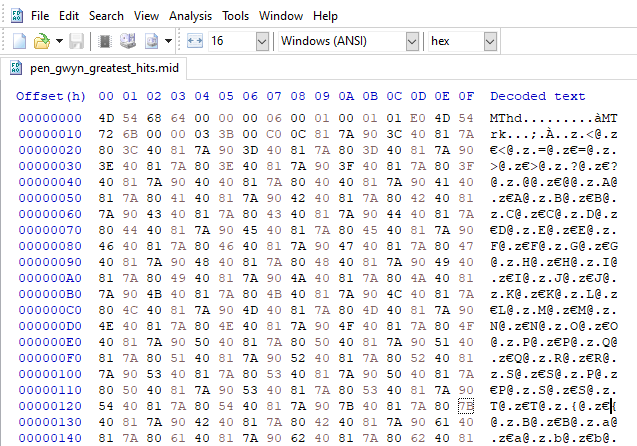 File Edit Search View Analysis Tools Window Help
16 Windows (ANSI) hex
pen_gwyn_greatest_hits.mid
Offset(h) 00 01 02 03 04 05 06 07 08 09 0A 0B 0C 0D 0E 0F Decoded text
00000000 4D 54 68 64 00 00 00 06 00 01 00 01 01 E0 4D 54 MThd.........àMT
00000010 72 6B 00 00 03 3B 00 C0 0C 81 7A 90 3C 40 81 7A rk...;.À..z.<@.z
00000020 80 3C 40 81 7A 90 3D 40 81 7A 80 3D 40 81 7A 90 €<@.z.=@.z€=@.z.
00000030 3E 40 81 7A 80 3E 40 81 7A 90 3F 40 81 7A 80 3F >@.z€>@.z.?@.z€?
00000040 40 81 7A 90 40 40 81 7A 80 40 40 81 7A 90 41 40 @.z.@@.z€@@.z.A@
00000050 81 7A 80 41 40 81 7A 90 42 40 81 7A 80 42 40 81 .z€A@.z.B@.z€B@.
00000060 7A 90 43 40 81 7A 80 43 40 81 7A 90 44 40 81 7A z.C@.z€C@.z.D@.z
00000070 80 44 40 81 7A 90 45 40 81 7A 80 45 40 81 7A 90 €D@.z.E@.z€E@.z.
00000080 46 40 81 7A 80 46 40 81 7A 90 47 40 81 7A 80 47 F@.z€F@.z.G@.z€G
00000090 40 81 7A 90 48 40 81 7A 80 48 40 81 7A 90 49 40 @.z.H@.z€H@.z.I@
000000A0 81 7A 80 49 40 81 7A 90 4A 40 81 7A 80 4A 40 81 .z€I@.z.J@.z€J@.
000000B0 7A 90 4B 40 81 7A 80 4B 40 81 7A 90 4C 40 81 7A z.K@.z€K@.z.L@.z
000000C0 80 4C 40 81 7A 90 4D 40 81 7A 80 4D 40 81 7A 90 €L@.z.M@.z€M@.z.
000000D0 4E 40 81 7A 80 4E 40 81 7A 90 4F 40 81 7A 80 4F N@.z€N@.z.O@.z€O
000000E0 40 81 7A 90 50 40 81 7A 80 50 40 81 7A 90 51 40 @.z.P@.z€P@.z.Q@
000000F0 81 7A 80 51 40 81 7A 90 52 40 81 7A 80 52 40 81 .z€Q@.z.R@.z€R@.
00000100 7A 90 53 40 81 7A 80 53 40 81 7A 90 50 40 81 7A z.S@.z€S@.z.P@.z
00000110 80 50 40 81 7A 90 53 40 81 7A 80 53 40 81 7A 90 €P@.z.S@.z€S@.z.
00000120 54 40 81 7A 80 54 40 81 7A 90 7B 40 81 7A 80 7B T@.z€T@.z.{@.z€{
00000130 40 81 7A 90 42 40 81 7A 80 42 40 81 7A 90 61 40 @.z.B@.z€B@.z.a@
00000140 81 7A 80 61 40 81 7A 90 62 40 81 7A 80 62 40 81 .z€a@.z.b@.z€b@.